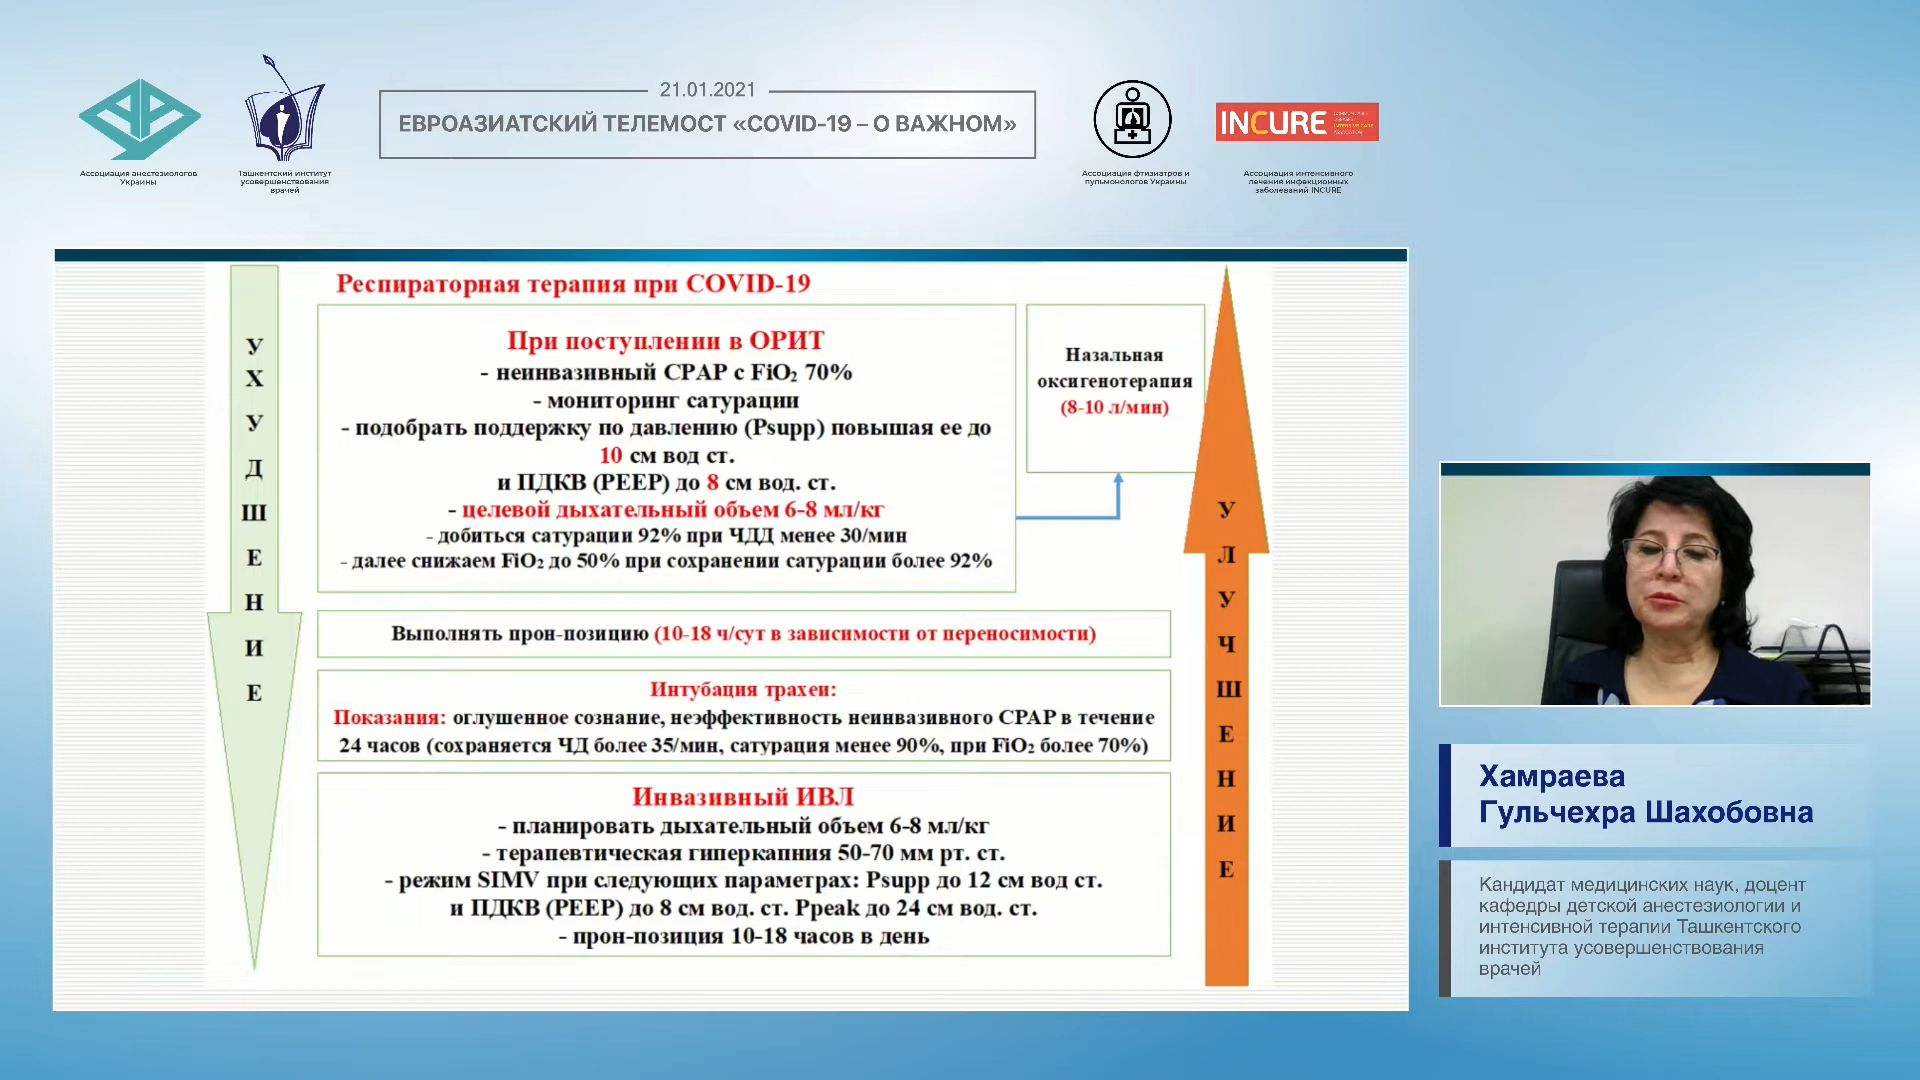 21.01.2021
ЕВРОАЗИАТСКИЙ ТЕЛЕМОСТ «COVID-19 – О ВАЖНОМ»
Ассоциация анестезиологов
Украины
Ташкентский институт
усовершенствования
врачей
Ассоциация фтизиатров и
пульмонологов Украины
INCURE
Ассоциация интенсивного
лечения инфекционных
заболеваний INCURE
УХУДШЕНИЕ
Респираторная терапия при COVID-19
При поступлении в ОРИТ
- неинвазивный CPAP с FiO₂ 70%
- мониторинг сатурации
- подобрать поддержку по давлению (Psupp) повышая ее до
10 см вод ст.
и ПДКВ (PEEP) до 8 см вод. ст.
- целевой дыхательный объем 6-8 мл/кг
- добиться сатурации 92% при ЧДД менее 30/мин
- далее снижаем FiO₂ до 50% при сохранении сатурации более 92%
Назальная
оксигенотерапия
(8-10 л/мин)
Выполнять прон-позицию (10-18 ч/сут в зависимости от переносимости)
Интубация трахеи:
Показания: оглушенное сознание, неэффективность неинвазивного CPAP в течение
24 часов (сохраняется ЧД более 35/мин, сатурация менее 90%, при FiO₂ более 70%)
Инвазивный ИВЛ
- планировать дыхательный объем 6-8 мл/кг
- терапевтическая гиперкапния 50-70 мм рт. ст.
- режим SIMV при следующих параметрах: Psupp до 12 см вод ст.
и ПДКВ (PEEP) до 8 см вод. ст. Ppeak до 24 см вод. ст.
- прон-позиция 10-18 часов в день
УЛУЧШЕНИЕ
Хамраева
Гульчехра Шахобовна
Кандидат медицинских наук, доцент
кафедры детской анестезиологии и
интенсивной терапии Ташкентского
института усовершенствования
врачей